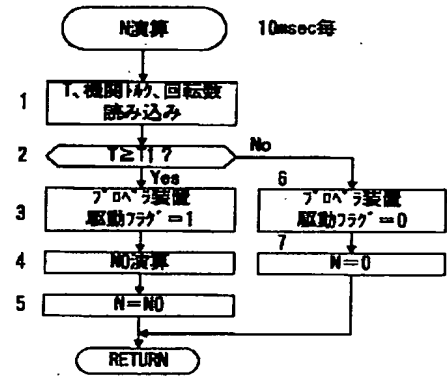 N演算
10msec毎
1
T、機関トルク、回転数
読み込み
2
T≧T1?
No
Yes
3
プロペラ装置
駆動フラグ=1
6
プロペラ装置
駆動フラグ=0
4
N0演算
7
N=0
5
N=N0
RETURN